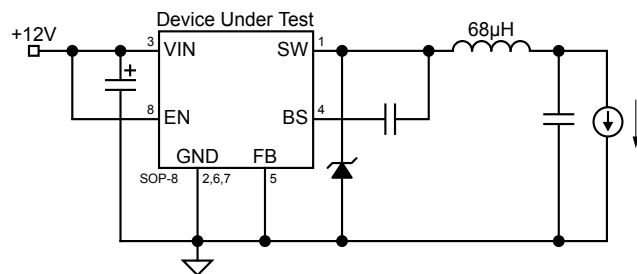 Device Under Test
+12V
3 VIN SW 1
68µH
+
8 EN BS 4
GND FB
SOP-8 2,6,7 5